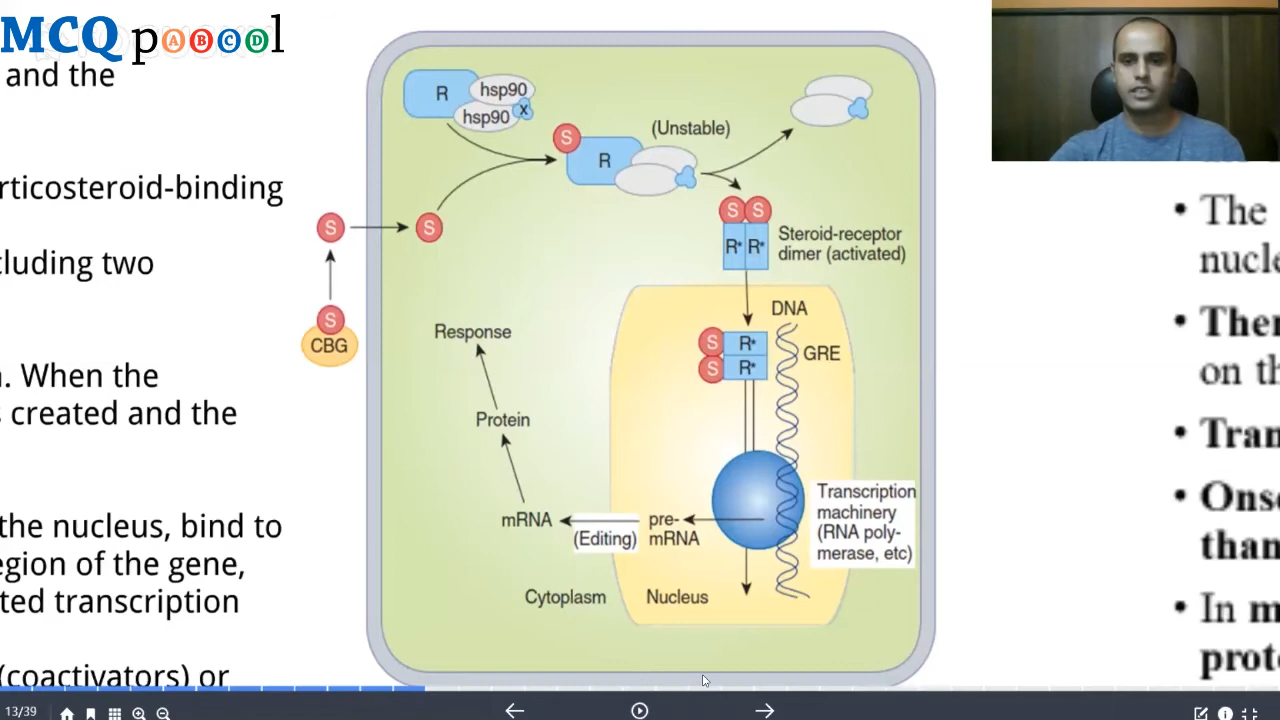 MCQ pABCDl
and the
rticosteroid-binding
cluding two
. When the
s created and the
the nucleus, bind to
egion of the gene,
ted transcription
(coactivators) or
R
hsp90
hsp90
x
S
R
(Unstable)
S
S
S
S
R* R*
Steroid-receptor
dimer (activated)
S
CBG
Response
Protein
mRNA
(Editing)
pre-
mRNA
DNA
GRE
S
R*
S
R*
Transcription
machinery
(RNA poly-
merase, etc)
Cytoplasm
Nucleus
• The
nucle
• Ther
on th
• Tran
• Onse
than
• In m
prote
13/39